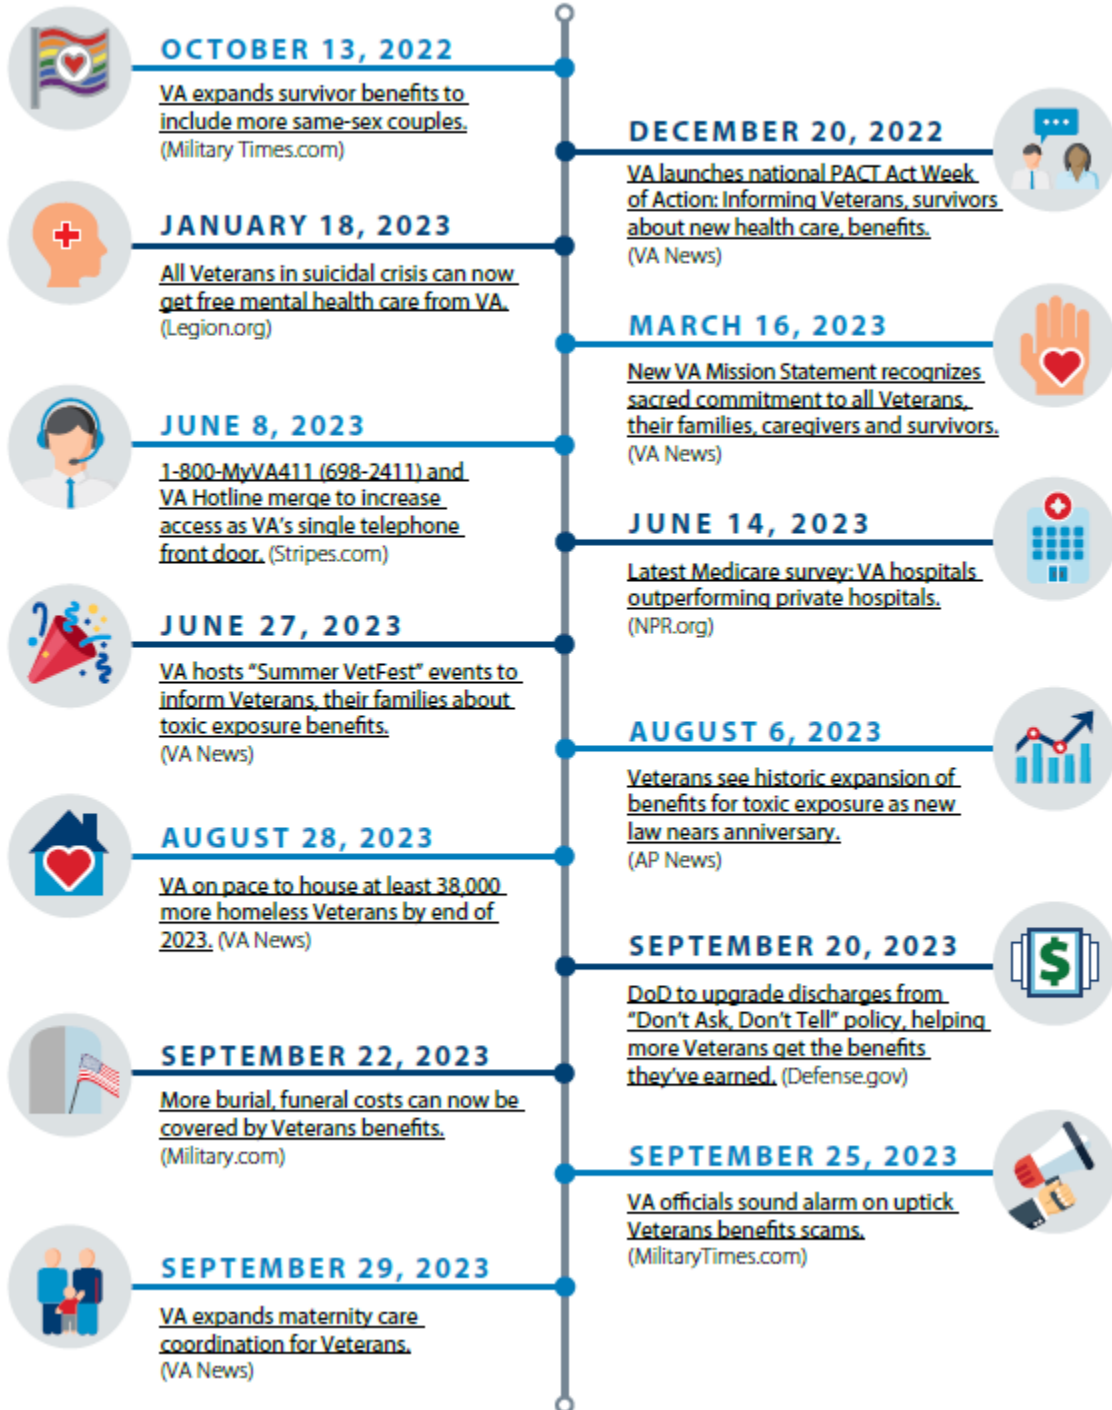 OCTOBER 13, 2022
VA expands survivor benefits to
include more same-sex couples.
(Military Times.com)
DECEMBER 20, 2022
VA launches national PACT Act Week
of Action: Informing Veterans, survivors
about new health care, benefits.
(VA News)
JANUARY 18, 2023
All Veterans in suicidal crisis can now
get free mental health care from VA.
(Legion.org)
MARCH 16, 2023
New VA Mission Statement recognizes
sacred commitment to all Veterans,
their families, caregivers and survivors.
(VA News)
JUNE 8, 2023
1-800-MyVA411 (698-2411) and
VA Hotline merge to increase
access as VA's single telephone
front door. (Stripes.com)
JUNE 14, 2023
Latest Medicare survey: VA hospitals
outperforming private hospitals.
(NPR.org)
JUNE 27, 2023
VA hosts "Summer VetFest" events to
inform Veterans, their families about
toxic exposure benefits.
(VA News)
AUGUST 6, 2023
Veterans see historic expansion of
benefits for toxic exposure as new
law nears anniversary.
(AP News)
AUGUST 28, 2023
VA on pace to house at least 38,000
more homeless Veterans by end of
2023. (VA News)
SEPTEMBER 20, 2023
DoD to upgrade discharges from
"Don't Ask, Don't Tell" policy, helping
more Veterans get the benefits
they've earned. (Defense.gov)
$
SEPTEMBER 22, 2023
More burial, funeral costs can now be
covered by Veterans benefits.
(Military.com)
SEPTEMBER 25, 2023
VA officials sound alarm on uptick
Veterans benefits scams.
(MilitaryTimes.com)
SEPTEMBER 29, 2023
VA expands maternity care
coordination for Veterans.
(VA News)